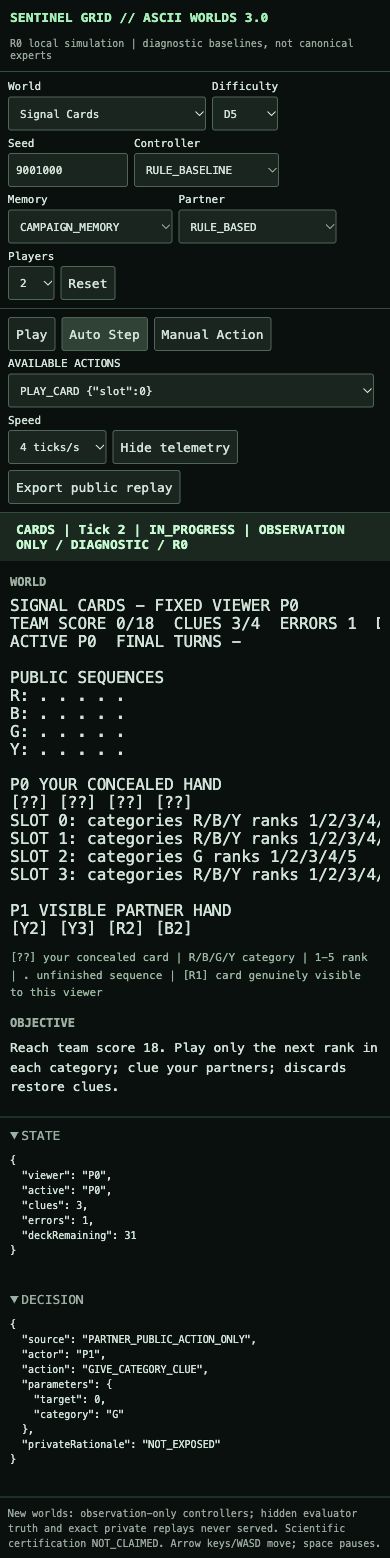 SENTINEL GRID // ASCII WORLDS 3.0
R0 local simulation | diagnostic baselines, not canonical
experts
World
Difficulty
Signal Cards
D5
Seed
Controller
9001000
RULE_BASELINE
Memory
Partner
CAMPAIGN_MEMORY
RULE_BASED
Players
2
Reset
Play
Auto Step
Manual Action
AVAILABLE ACTIONS
PLAY_CARD {"slot":0}
Speed
4 ticks/s
Hide telemetry
Export public replay
CARDS | Tick 2 | IN_PROGRESS | OBSERVATION
ONLY / DIAGNOSTIC / R0
WORLD
SIGNAL CARDS — FIXED VIEWER P0
TEAM SCORE 0/18  CLUES 3/4  ERRORS 1
ACTIVE P0  FINAL TURNS —
PUBLIC SEQUENCES
R: . . . . .
B: . . . . .
G: . . . . .
Y: . . . . .
P0 YOUR CONCEALED HAND
[??] [??] [??] [??]
SLOT 0: categories R/B/Y ranks 1/2/3/4/
SLOT 1: categories R/B/Y ranks 1/2/3/4/
SLOT 2: categories G ranks 1/2/3/4/5
SLOT 3: categories R/B/Y ranks 1/2/3/4/
P1 VISIBLE PARTNER HAND
[Y2] [Y3] [R2] [B2]
[??] your concealed card | R/B/G/Y category | 1–5 rank
| . unfinished sequence | [R1] card genuinely visible
to this viewer
OBJECTIVE
Reach team score 18. Play only the next rank in
each category; clue your partners; discards
restore clues.
▼STATE
{
  "viewer": "P0",
  "active": "P0",
  "clues": 3,
  "errors": 1,
  "deckRemaining": 31
}
▼DECISION
{
  "source": "PARTNER_PUBLIC_ACTION_ONLY",
  "actor": "P1",
  "action": "GIVE_CATEGORY_CLUE",
  "parameters": {
    "target": 0,
    "category": "G"
  },
  "privateRationale": "NOT_EXPOSED"
}
New worlds: observation-only controllers; hidden evaluator
truth and exact private replays never served. Scientific
certification NOT_CLAIMED. Arrow keys/WASD move; space pauses.